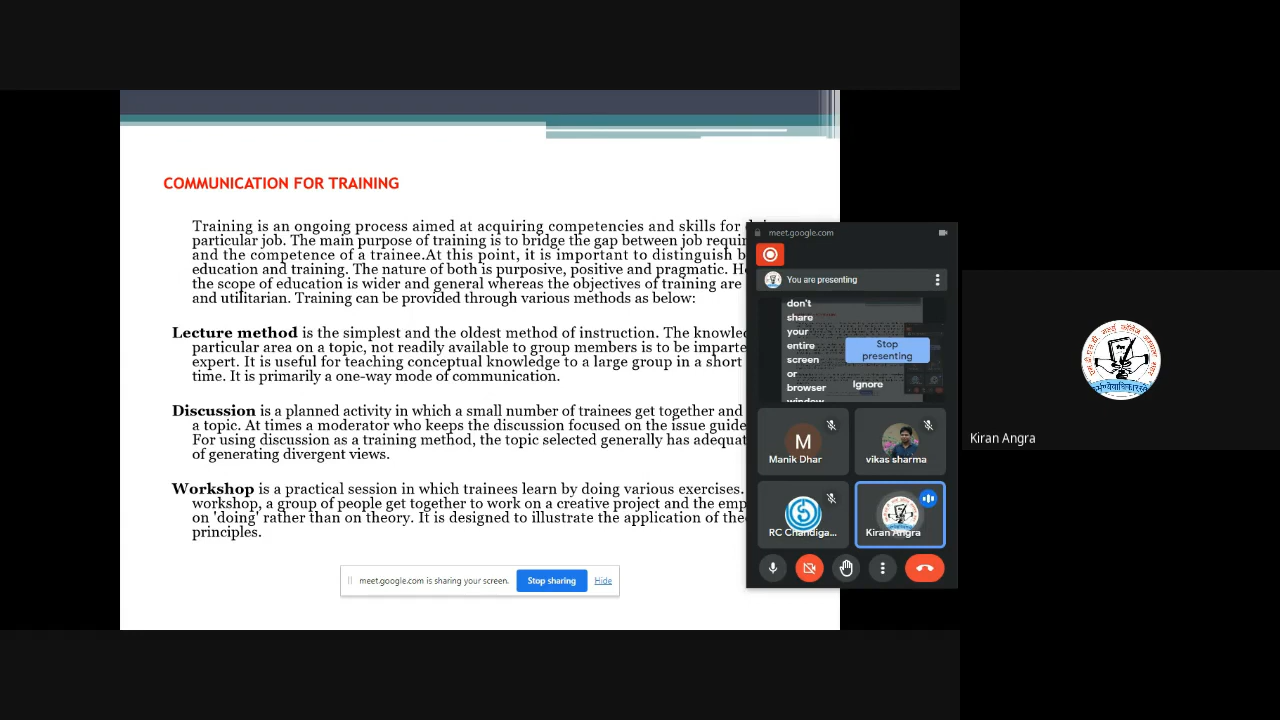 COMMUNICATION FOR TRAINING
Training is an ongoing process aimed at acquiring competencies and skills for
particular job. The main purpose of training is to bridge the gap between job
and the competence of a trainee.At this point, it is important to distinguish
education and training. The nature of both is purposive, positive and pragmatic.
the scope of education is wider and general whereas the objectives of training are
and utilitarian. Training can be provided through various methods as below:
Lecture method is the simplest and the oldest method of instruction. The
particular area on a topic, not readily available to group members is to be
expert. It is useful for teaching conceptual knowledge to a large group in a short
time. It is primarily a one-way mode of communication.
Discussion is a planned activity in which a small number of trainees get together and
a topic. At times a moderator who keeps the discussion focused on the issue
For using discussion as a training method, the topic selected generally has
of generating divergent views.
Workshop is a practical session in which trainees learn by doing various exercises.
workshop, a group of people get together to work on a creative project and the
on 'doing' rather than on theory. It is designed to illustrate the application of
principles.
meet.google.com is sharing your screen.
Stop sharing
Hide
meet.google.com
You are presenting
don't
share
your
entire
screen
or
browser
window
Stop
presenting
Ignore
M
Manik Dhar
vikas sharma
RC Chandiga...
Kiran Angra
Kiran Angra